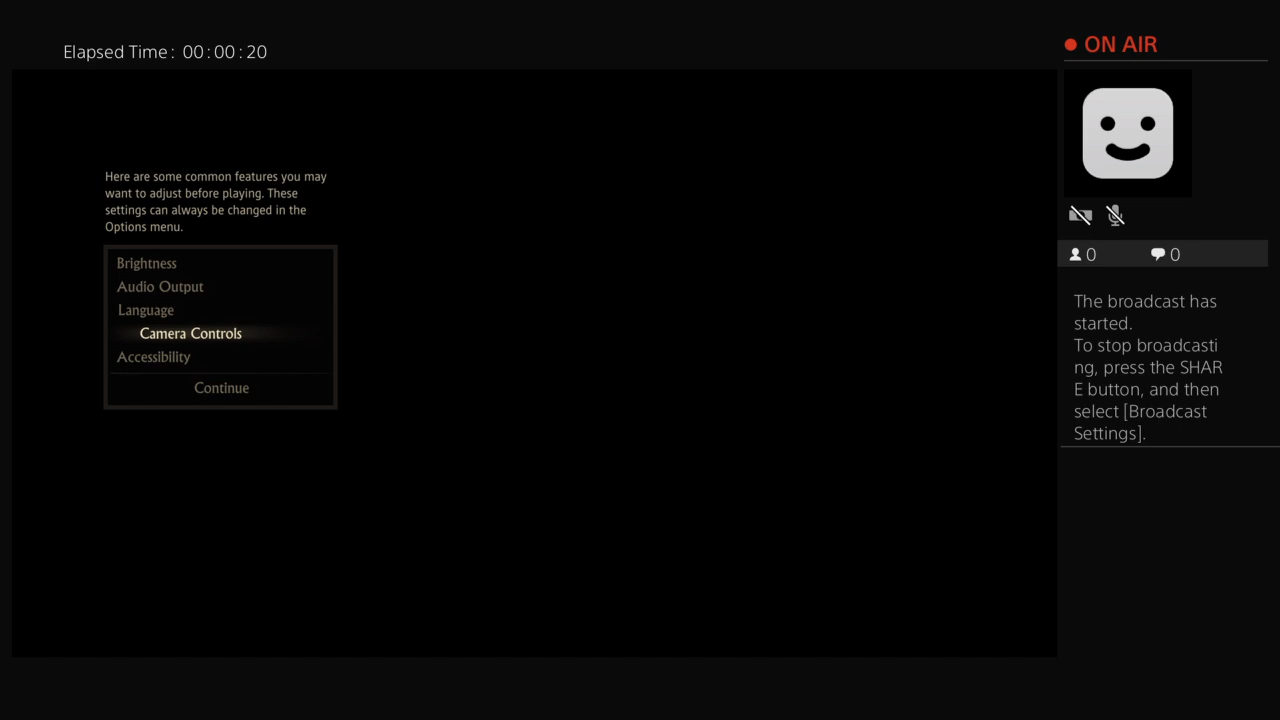 Elapsed Time: 00:00:20
ON AIR
Here are some common features you may
want to adjust before playing. These
settings can always be changed in the
Options menu.
Brightness
Audio Output
Language
Camera Controls
Accessibility
Continue
0 0
The broadcast has
started.
To stop broadcasti
ng, press the SHAR
E button, and then
select [Broadcast
Settings].